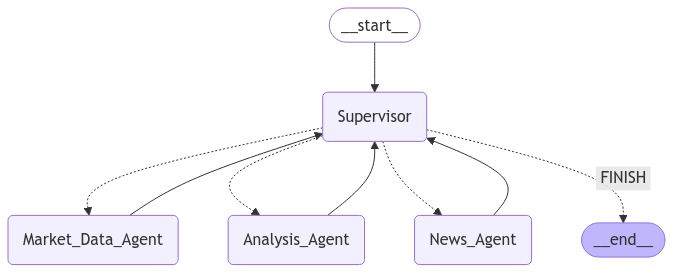 __start__
Supervisor
FINISH
Market_Data_Agent
Analysis_Agent
News_Agent
__end__